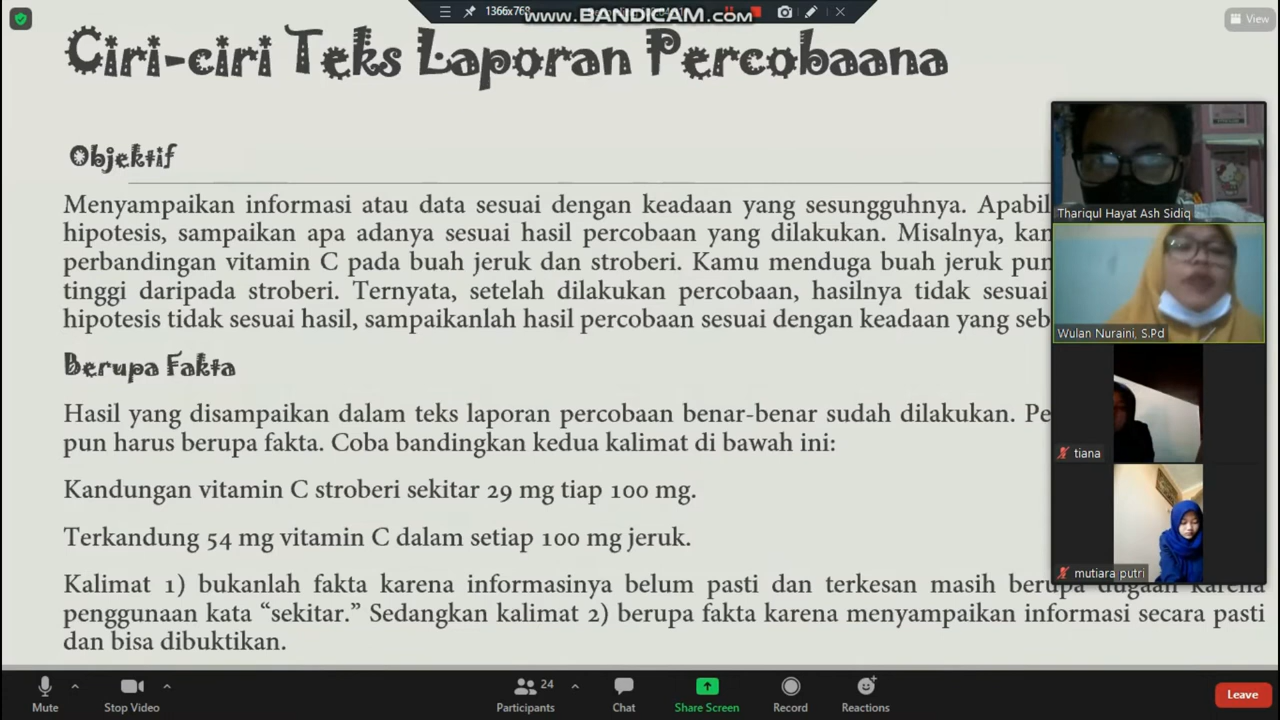 1366x768
www.BANDICAM.com
View
Ciri-ciri Teks Laporan Percobaana
Objektif
Menyampaikan informasi atau data sesuai dengan keadaan yang sesungguhnya. Apabil
hipotesis, sampaikan apa adanya sesuai hasil percobaan yang dilakukan. Misalnya, kam
perbandingan vitamin C pada buah jeruk dan stroberi. Kamu menduga buah jeruk pun
tinggi daripada stroberi. Ternyata, setelah dilakukan percobaan, hasilnya tidak sesuai
hipotesis tidak sesuai hasil, sampaikanlah hasil percobaan sesuai dengan keadaan yang seb
Berupa Fakta
Hasil yang disampaikan dalam teks laporan percobaan benar-benar sudah dilakukan. Pe
pun harus berupa fakta. Coba bandingkan kedua kalimat di bawah ini:
Kandungan vitamin C stroberi sekitar 29 mg tiap 100 mg.
Terkandung 54 mg vitamin C dalam setiap 100 mg jeruk.
Kalimat 1) bukanlah fakta karena informasinya belum pasti dan terkesan masih berupa dugaan karena
penggunaan kata “sekitar.” Sedangkan kalimat 2) berupa fakta karena menyampaikan informasi secara pasti
dan bisa dibuktikan.
Thariqul Hayat Ash Sidiq
Wulan Nuraini, S.Pd
tiana
mutiara putri
Mute
Stop Video
24
Participants
Chat
Share Screen
Record
Reactions
Leave